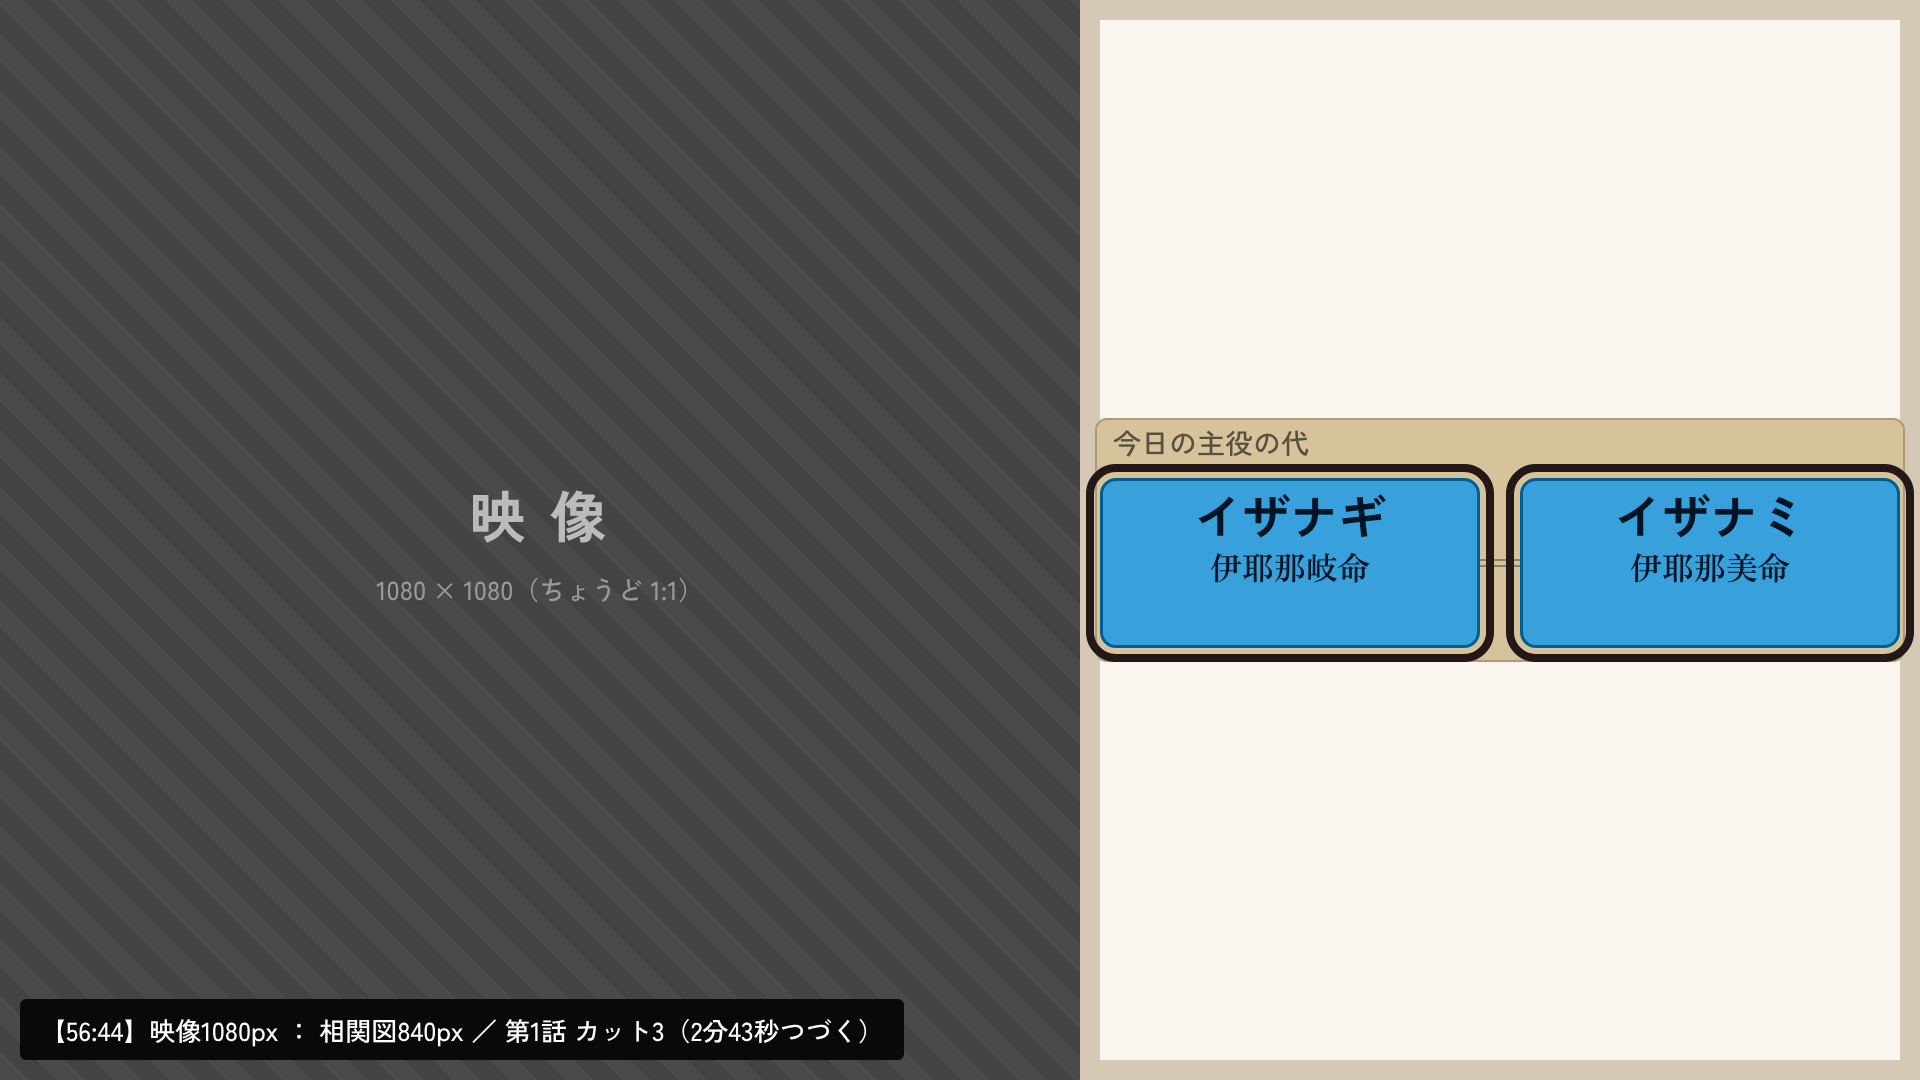 映像
1080 × 1080（ちょうど 1:1）
【56:44】映像1080px ： 相関図840px ／ 第1話 カット3（2分43秒つづく）
今日の主役の代
イザナギ
伊耶那岐命
イザナミ
伊耶那美命